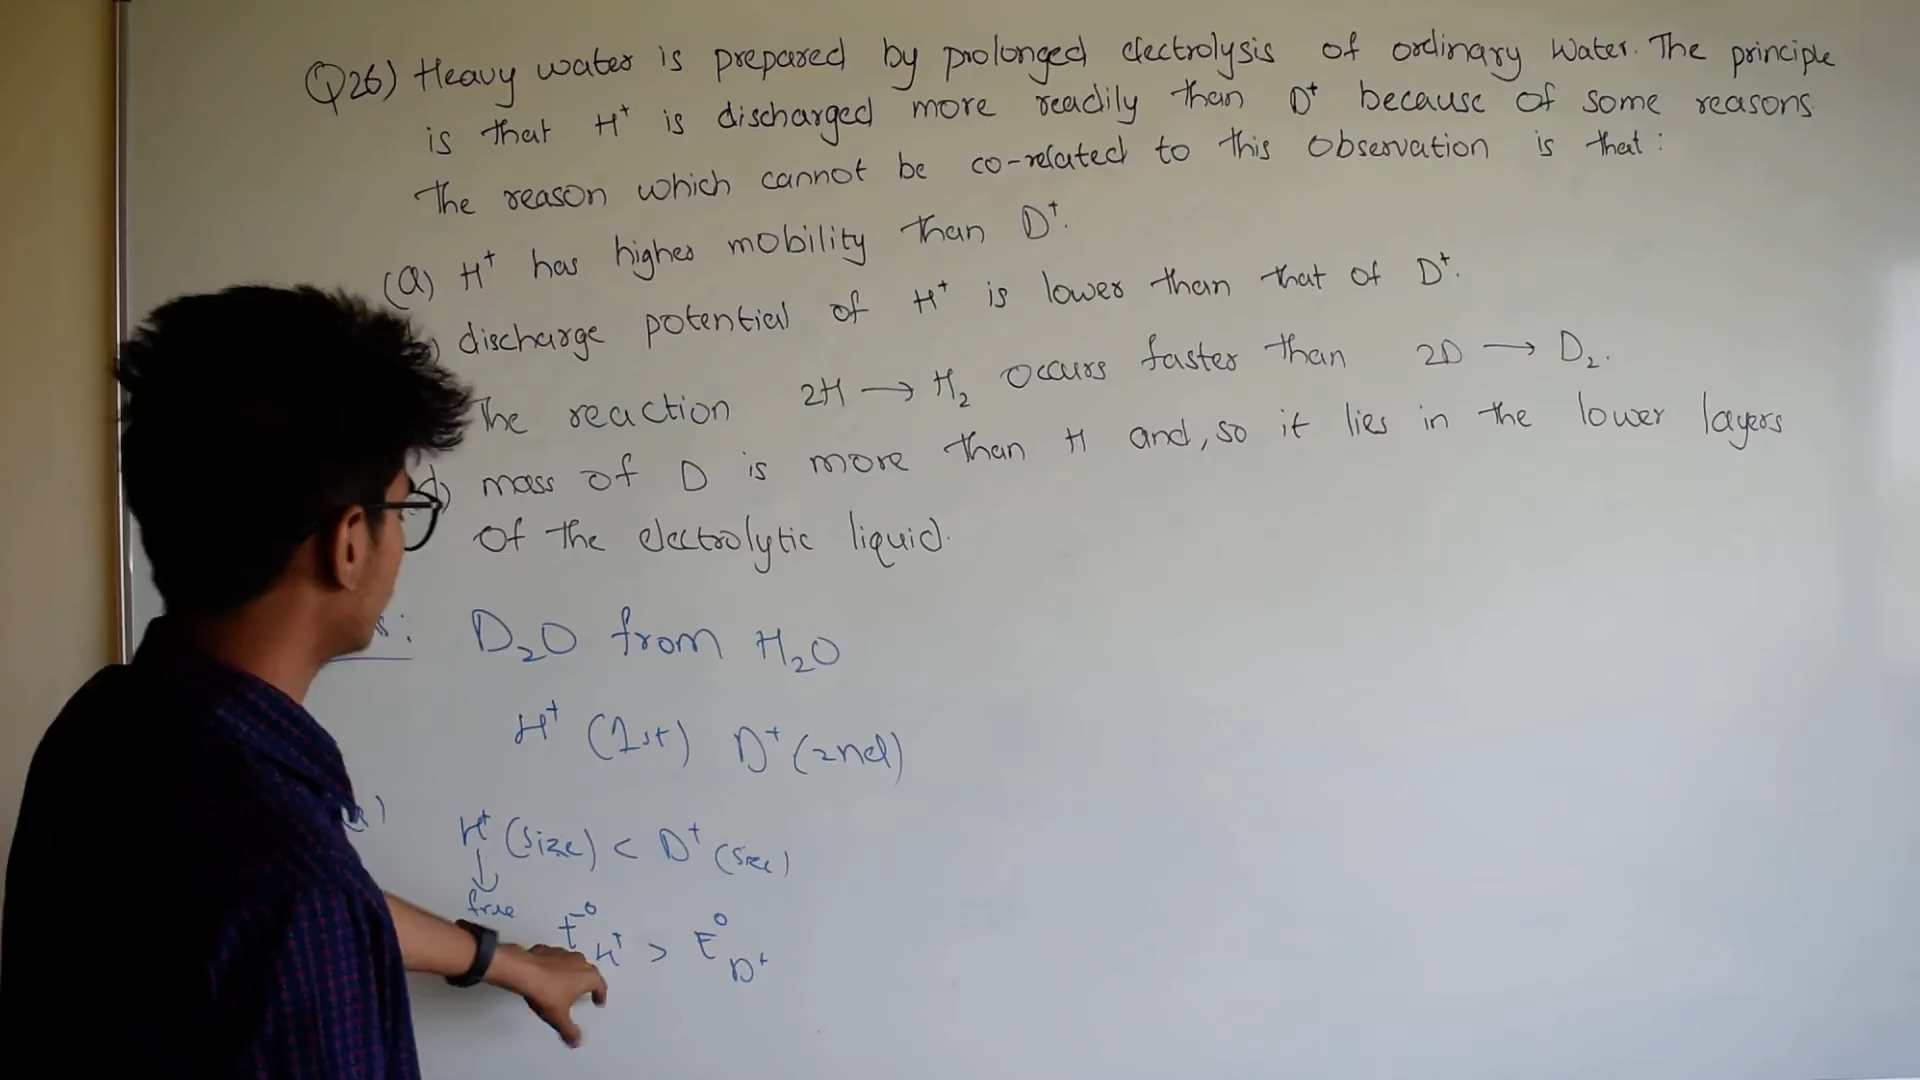 Q26) Heavy water is prepared by prolonged electrolysis of ordinary water. The principle
is that H⁺ is discharged more readily than D⁺ because of some reasons
The reason which cannot be co-related to this observation is that:
(a) H⁺ has higher mobility than D⁺.
) discharge potential of H⁺ is lower than that of D⁺.
The reaction 2H → H₂ occurs faster than 2D → D₂.
d) mass of D is more than H and, so it lies in the lower layers
of the electrolytic liquid.
s: D₂O from H₂O
H⁺ (1st) D⁺ (2nd)
) H⁺ (size) < D⁺ (size)
↓
free
E⁰ H⁺ > E⁰ D⁺